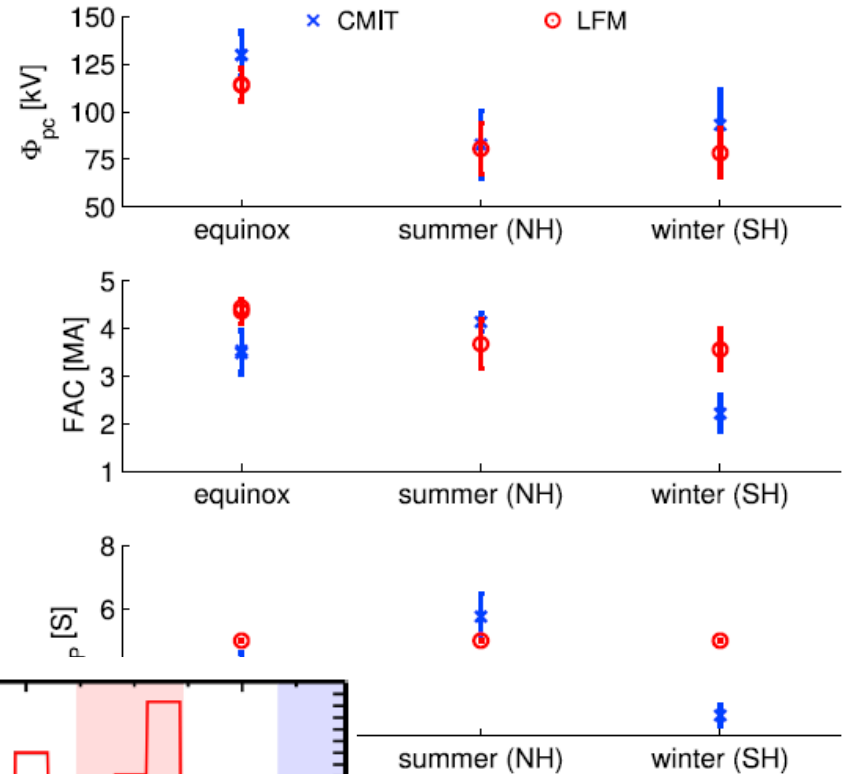 150
× CMIT
LFM
125
100
75
50
Φpc [kV]
equinox
summer (NH)
winter (SH)
5
4
3
2
1
FAC [MA]
equinox
summer (NH)
winter (SH)
8
6
P [S]
summer (NH)
winter (SH)